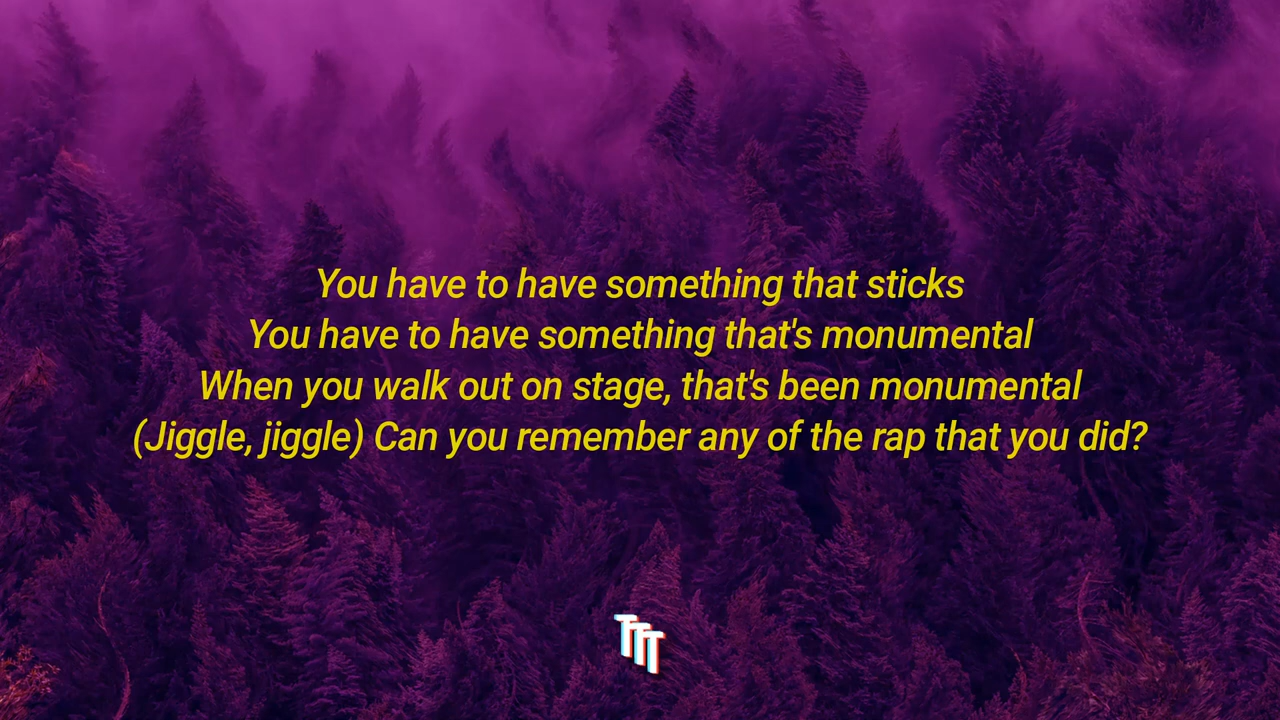 You have to have something that sticks
You have to have something that's monumental
When you walk out on stage, that's been monumental
(Jiggle, jiggle) Can you remember any of the rap that you did?
TTT